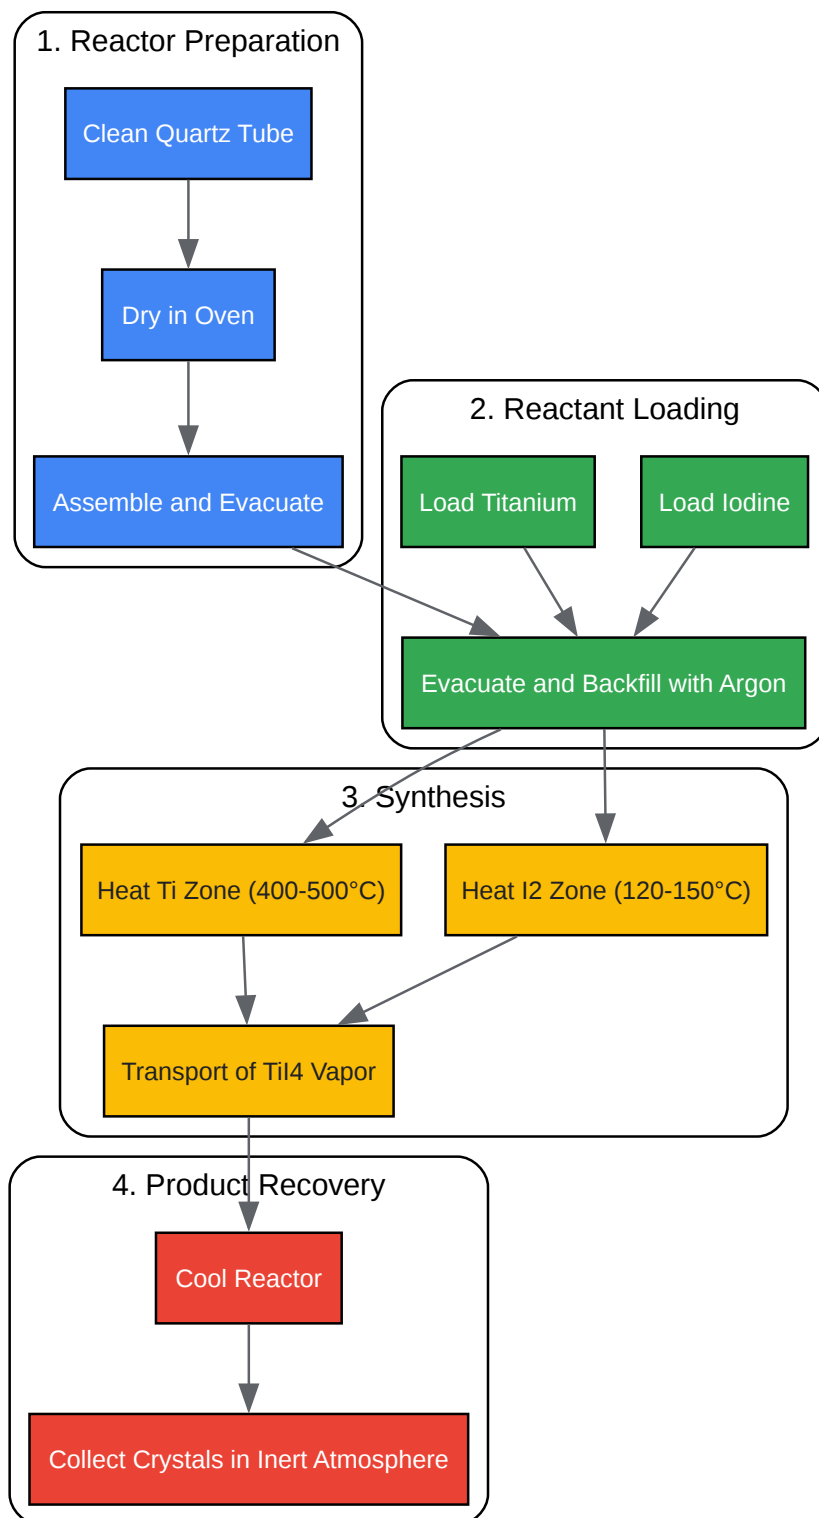 1. Reactor Preparation
Clean Quartz Tube
Dry in Oven
Assemble and Evacuate
2. Reactant Loading
Load Titanium
Load Iodine
Evacuate and Backfill with Argon
3. Synthesis
Heat Ti Zone (400-500°C)
Heat I2 Zone (120-150°C)
Transport of TiI4 Vapor
4. Product Recovery
Cool Reactor
Collect Crystals in Inert Atmosphere